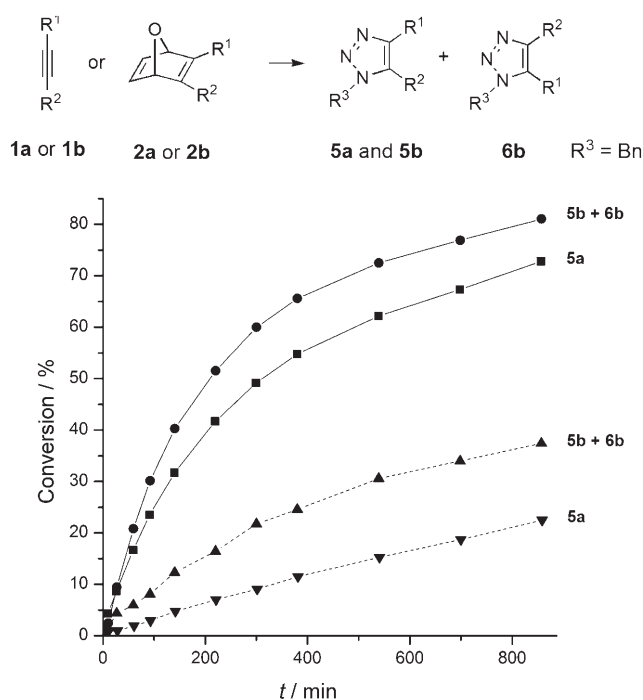 R¹
R²
or
O
R¹
R²
N
N
N
R³
R¹
R²
+
N
N
N
R³
R²
R¹
1a or 1b
2a or 2b
5a and 5b
6b
R³ = Bn
Conversion / %
80
70
60
50
40
30
20
10
0
5b + 6b
5a
5b + 6b
5a
0
200
400
600
800
t / min